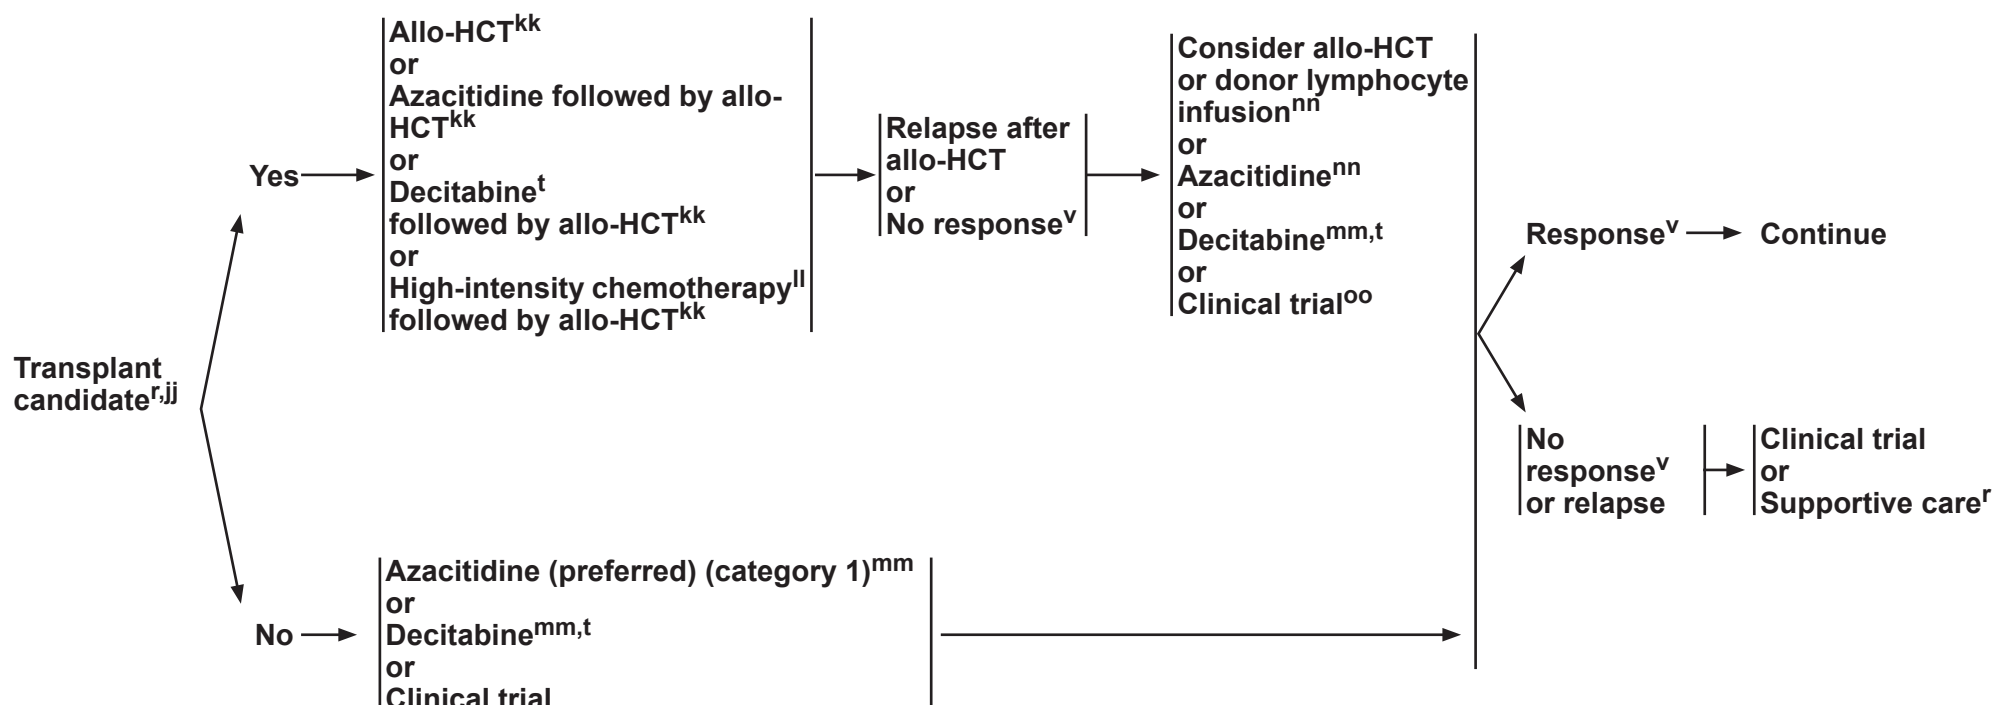 Transplant
candidate^r,jj
Yes
Allo-HCT^kk
or
Azacitidine followed by allo-
HCT^kk
or
Decitabine^t
followed by allo-HCT^kk
or
High-intensity chemotherapy^ll
followed by allo-HCT^kk
Relapse after
allo-HCT
or
No response^v
Consider allo-HCT
or donor lymphocyte
infusion^nn
or
Azacitidine^nn
or
Decitabine^mm,t
or
Clinical trial^oo
Response^v
Continue
No
response^v
or relapse
Clinical trial
or
Supportive care^r
No
Azacitidine (preferred) (category 1)^mm
or
Decitabine^mm,t
or
Clinical trial